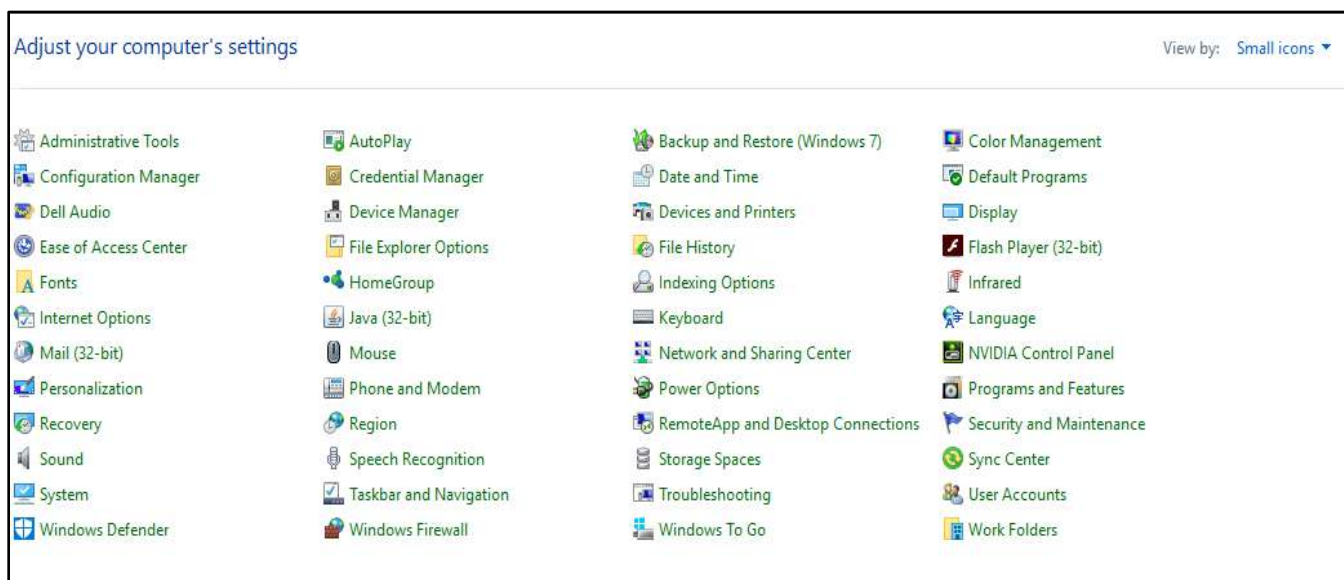 Adjust your computer's settings
View by: Small icons
Administrative Tools AutoPlay Backup and Restore (Windows 7) Color Management
Configuration Manager Credential Manager Date and Time Default Programs
Dell Audio Device Manager Devices and Printers Display
Ease of Access Center File Explorer Options File History Flash Player (32-bit)
Fonts HomeGroup Indexing Options Infrared
Internet Options Java (32-bit) Keyboard Language
Mail (32-bit) Mouse Network and Sharing Center NVIDIA Control Panel
Personalization Phone and Modem Power Options Programs and Features
Recovery Region RemoteApp and Desktop Connections Security and Maintenance
Sound Speech Recognition Storage Spaces Sync Center
System Taskbar and Navigation Troubleshooting User Accounts
Windows Defender Windows Firewall Windows To Go Work Folders